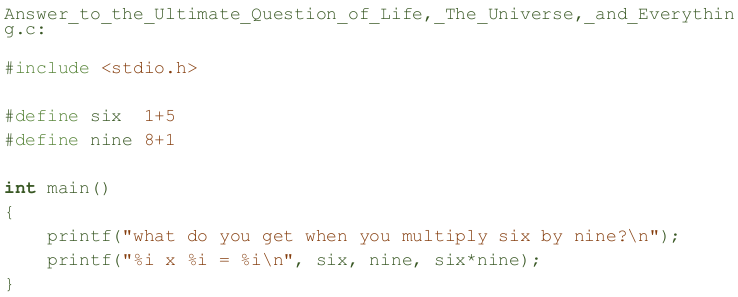 Answer_to_the_Ultimate_Question_of_Life,_The_Universe,_and_Everythin
g.c:
#include <stdio.h>
#define six  1+5
#define nine 8+1
int main()
{
    printf("what do you get when you multiply six by nine?\n");
    printf("%i x %i = %i\n", six, nine, six*nine);
}